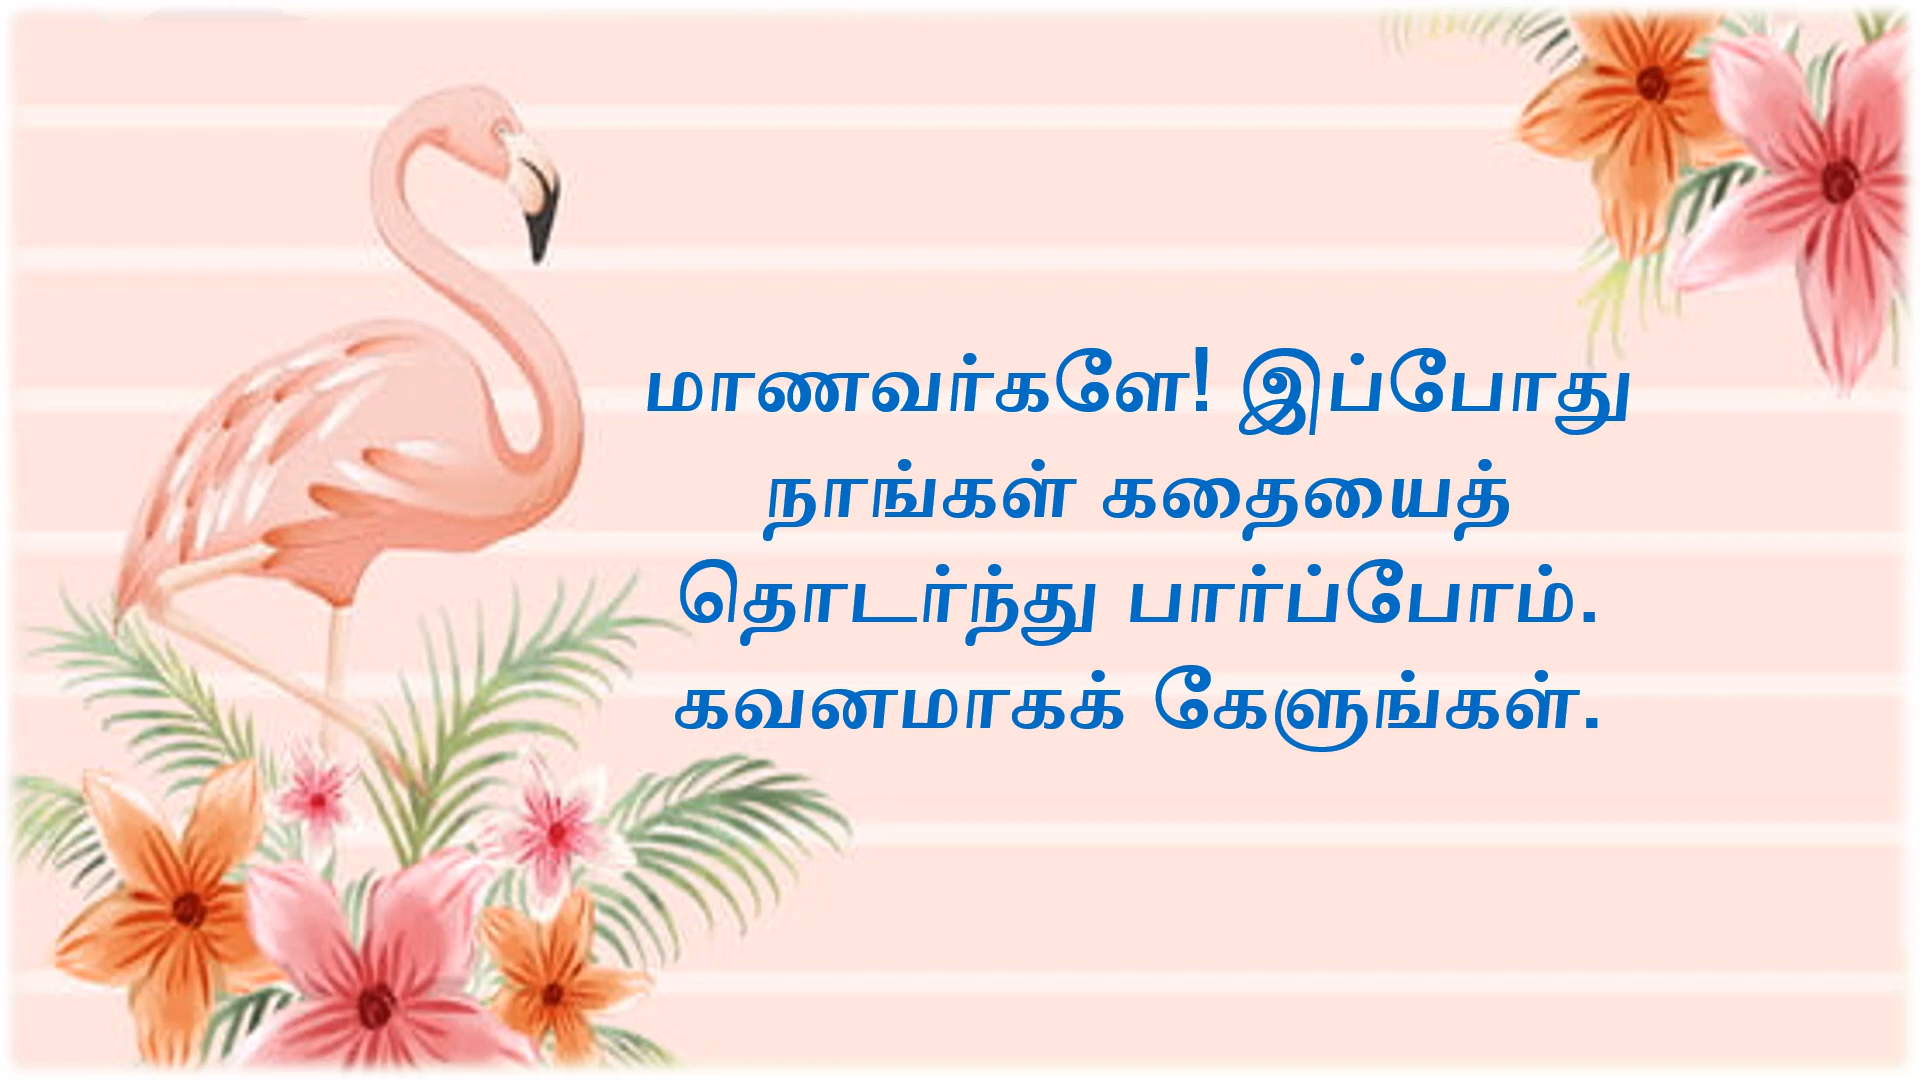 மாணவர்களே! இப்போது
நாங்கள் கதையைத்
தொடர்ந்து பார்ப்போம்.
கவனமாகக் கேளுங்கள்.